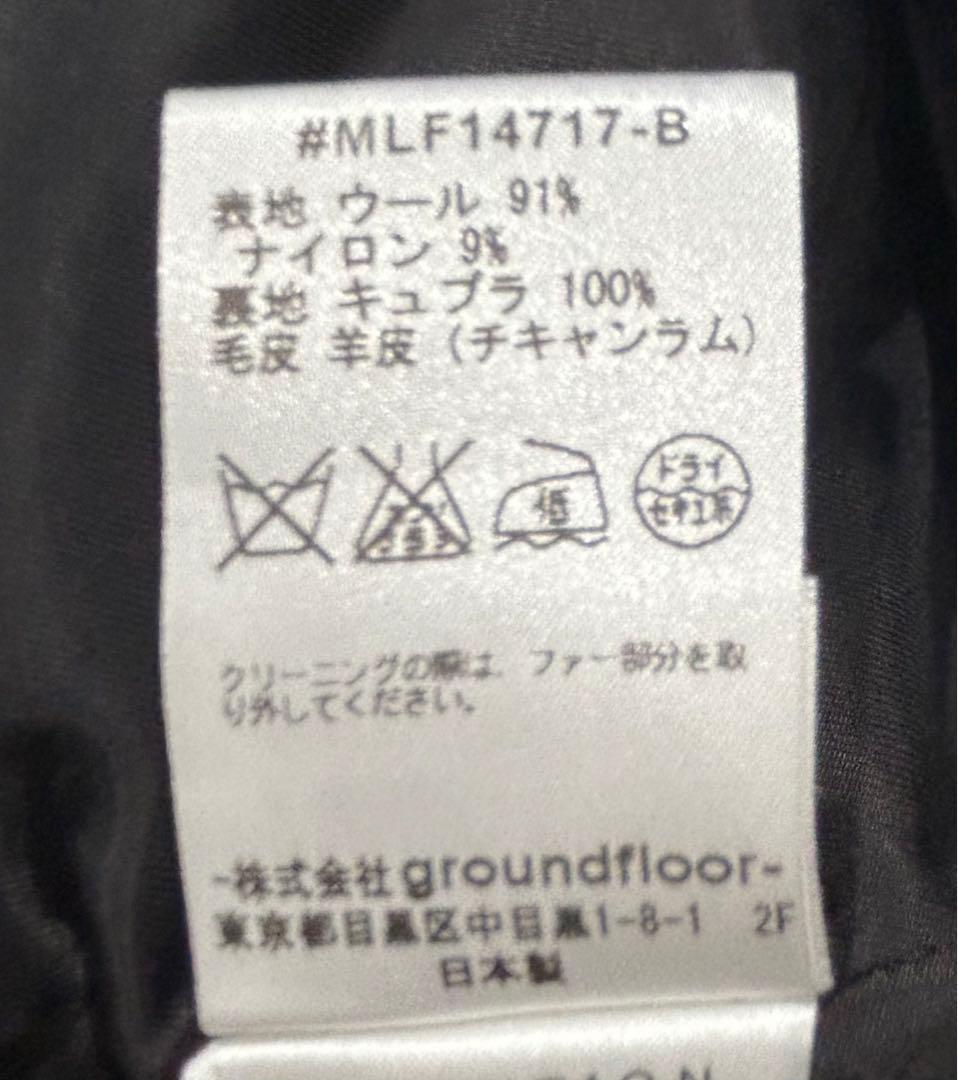 #MLF14717-B
表地 ウール 91%
ナイロン 9%
裏地 キュプラ 100%
毛皮 羊皮 (チキャンラム)
低
ドライ
セキユ系
クリーニングの際は、ファー部分を取
り外してください。
-株式会社groundfloor-
東京都目黒区中目黒1-8-1 2F
日本製